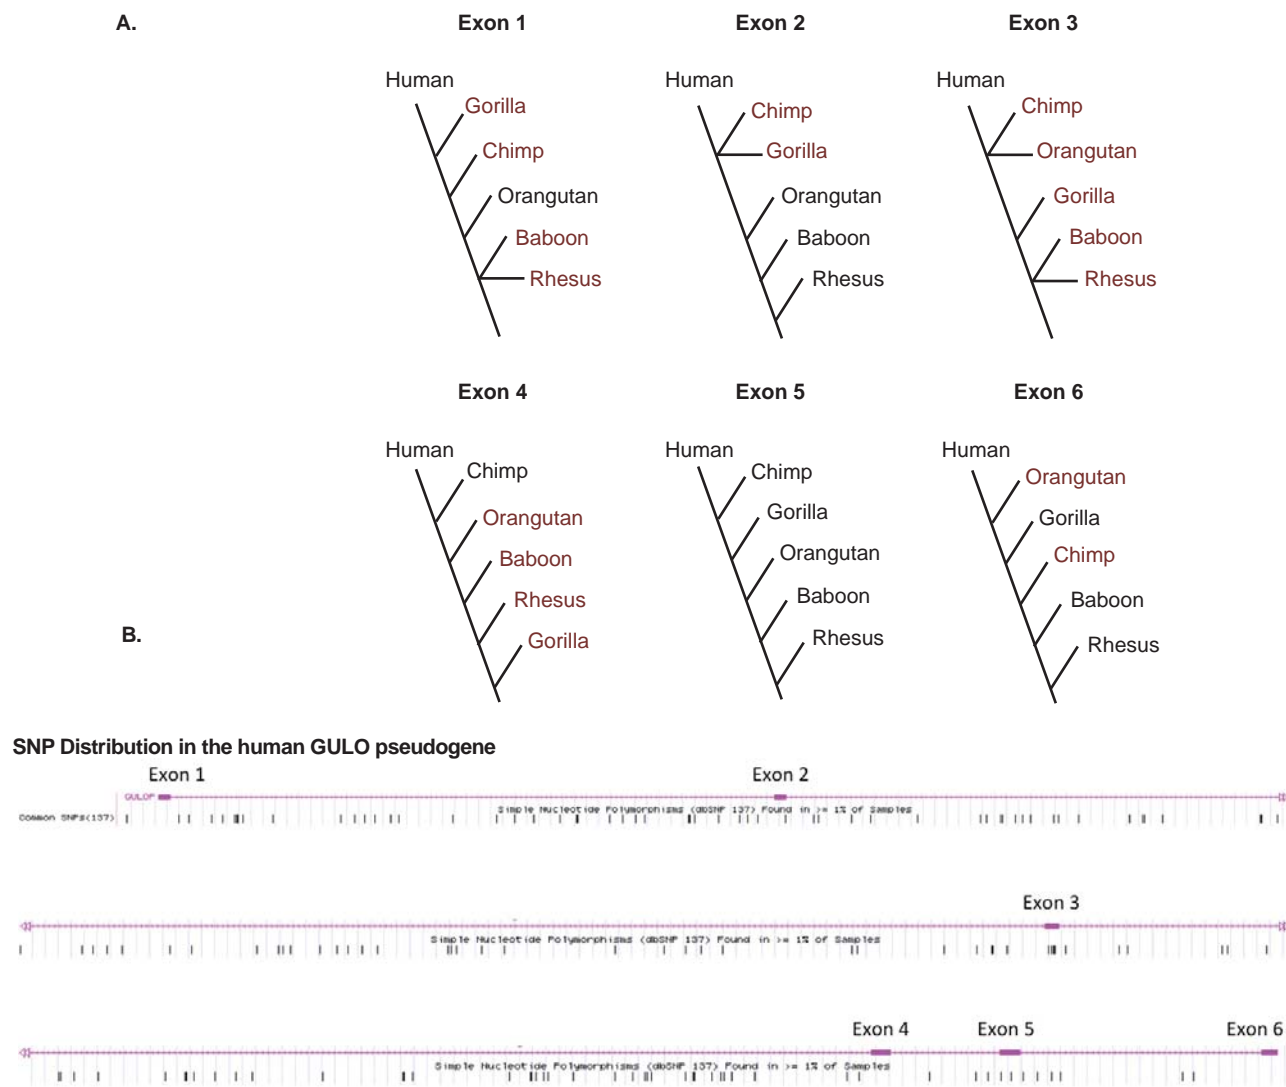 A.
Exon 1
Exon 2
Exon 3
Human
Gorilla
Chimp
Orangutan
Baboon
Rhesus
Human
Chimp
Gorilla
Orangutan
Baboon
Rhesus
Human
Chimp
Orangutan
Gorilla
Baboon
Rhesus
Exon 4
Exon 5
Exon 6
Human
Chimp
Orangutan
Baboon
Rhesus
Gorilla
Human
Chimp
Gorilla
Orangutan
Baboon
Rhesus
Human
Orangutan
Gorilla
Chimp
Baboon
Rhesus
B.
SNP Distribution in the human GULO pseudogene
Exon 1
Exon 2
GULOP
Simple Nucleotide Polymorphisms (dbSNP 137) Found in >= 1% of Samples
Common SNPs(137)
Exon 3
Simple Nucleotide Polymorphisms (dbSNP 137) Found in >= 1% of Samples
Exon 4
Exon 5
Exon 6
Simple Nucleotide Polymorphisms (dbSNP 137) Found in >= 1% of Samples